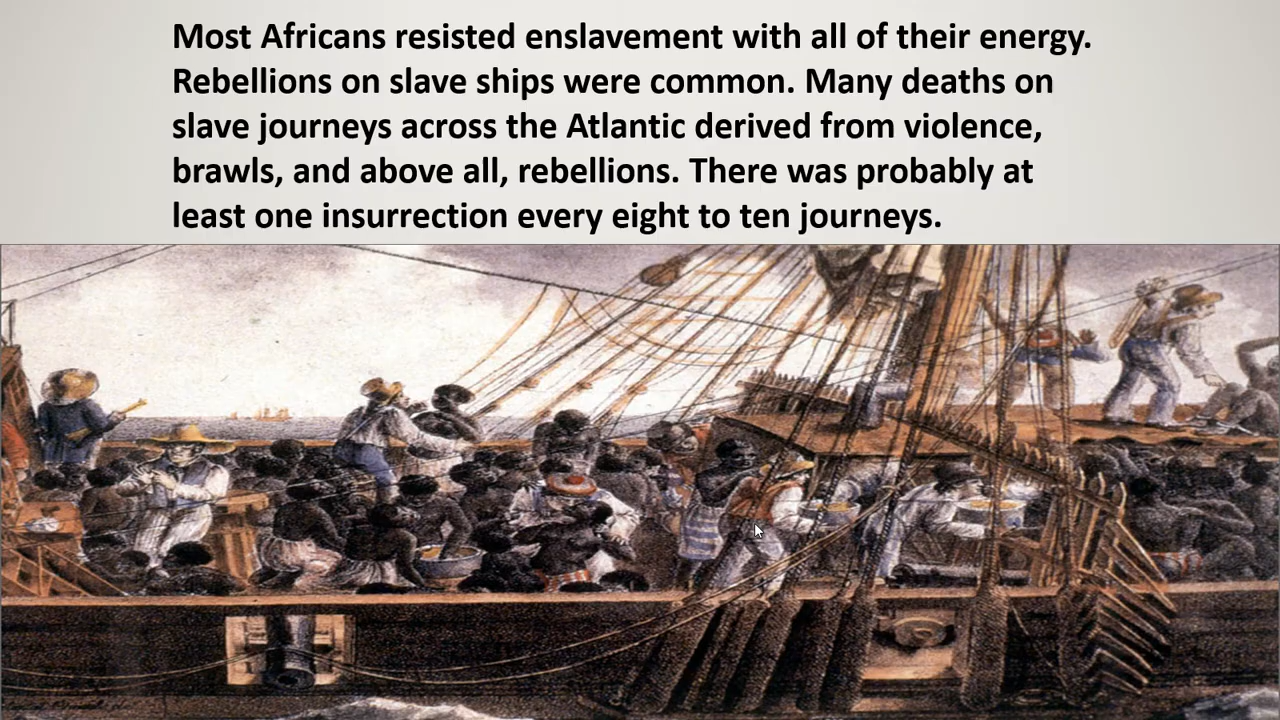 Most Africans resisted enslavement with all of their energy.
Rebellions on slave ships were common. Many deaths on
slave journeys across the Atlantic derived from violence,
brawls, and above all, rebellions. There was probably at
least one insurrection every eight to ten journeys.